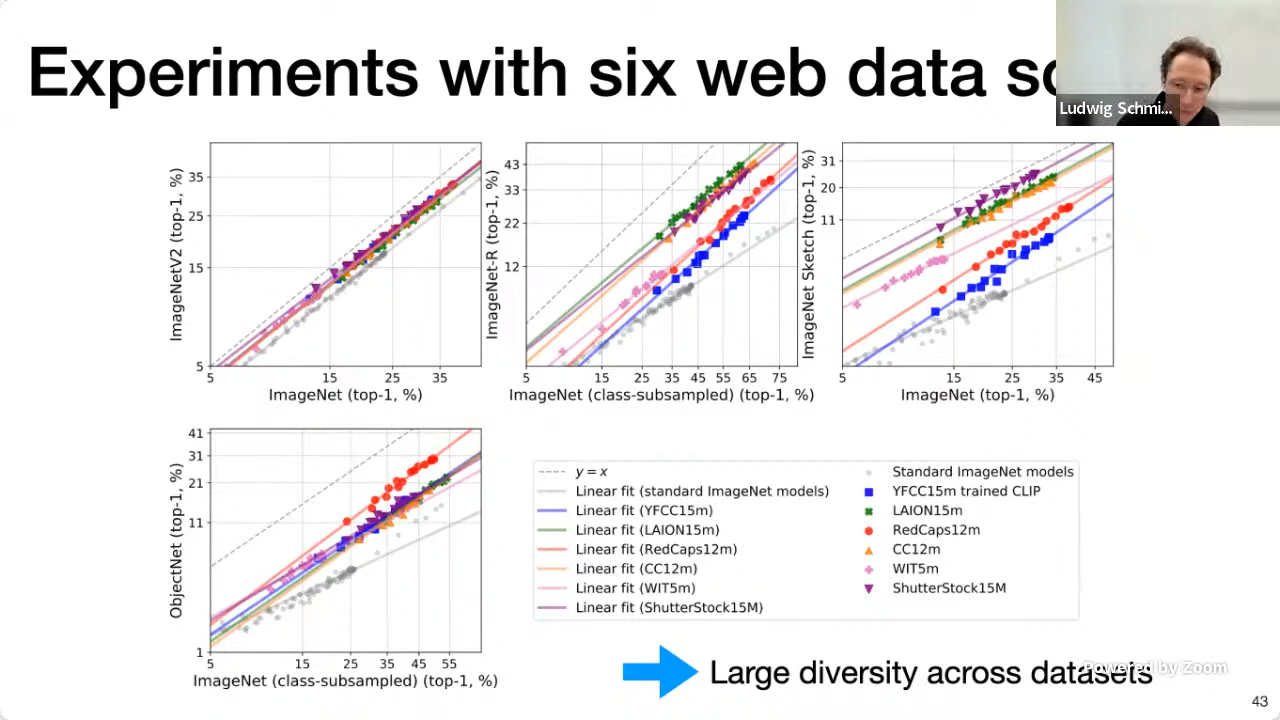 Experiments with six web data so
Ludwig Schmi...
ImageNetV2 (top-1, %)
35
25
15
5
5 15 25 35
ImageNet (top-1, %)
ImageNet-R (top-1, %)
43
33
22
12
5 15 25 35 45 55 65 75
ImageNet (class-subsampled) (top-1, %)
ImageNet Sketch (top-1, %)
31
20
11
5 15 25 35 45
ImageNet (top-1, %)
ObjectNet (top-1, %)
41
31
21
11
1
5 15 25 35 45 55
ImageNet (class-subsampled) (top-1, %)
y = x
Linear fit (standard ImageNet models)
Linear fit (YFCC15m)
Linear fit (LAION15m)
Linear fit (RedCaps12m)
Linear fit (CC12m)
Linear fit (WIT5m)
Linear fit (ShutterStock15M)
Standard ImageNet models
YFCC15m trained CLIP
LAION15m
RedCaps12m
CC12m
WIT5m
ShutterStock15M
Large diversity across datasets
Powered by Zoom
43